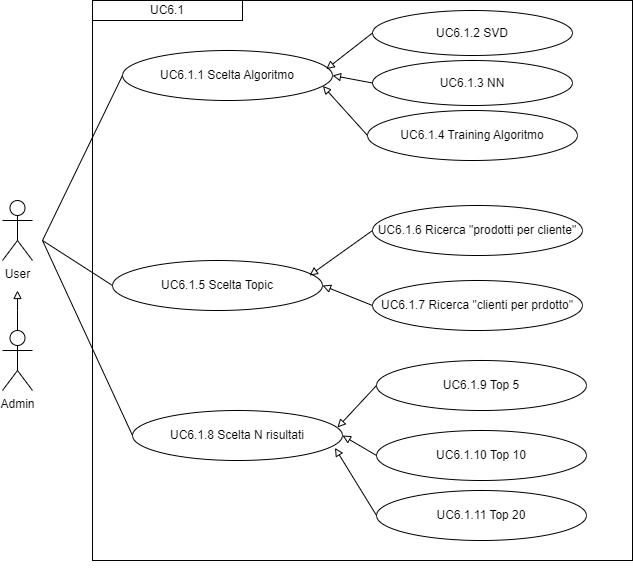 UC6.1
UC6.1.2 SVD
UC6.1.1 Scelta Algoritmo
UC6.1.3 NN
UC6.1.4 Training Algoritmo
UC6.1.6 Ricerca "prodotti per cliente"
User
UC6.1.5 Scelta Topic
UC6.1.7 Ricerca "clienti per prdotto"
Admin
UC6.1.9 Top 5
UC6.1.8 Scelta N risultati
UC6.1.10 Top 10
UC6.1.11 Top 20